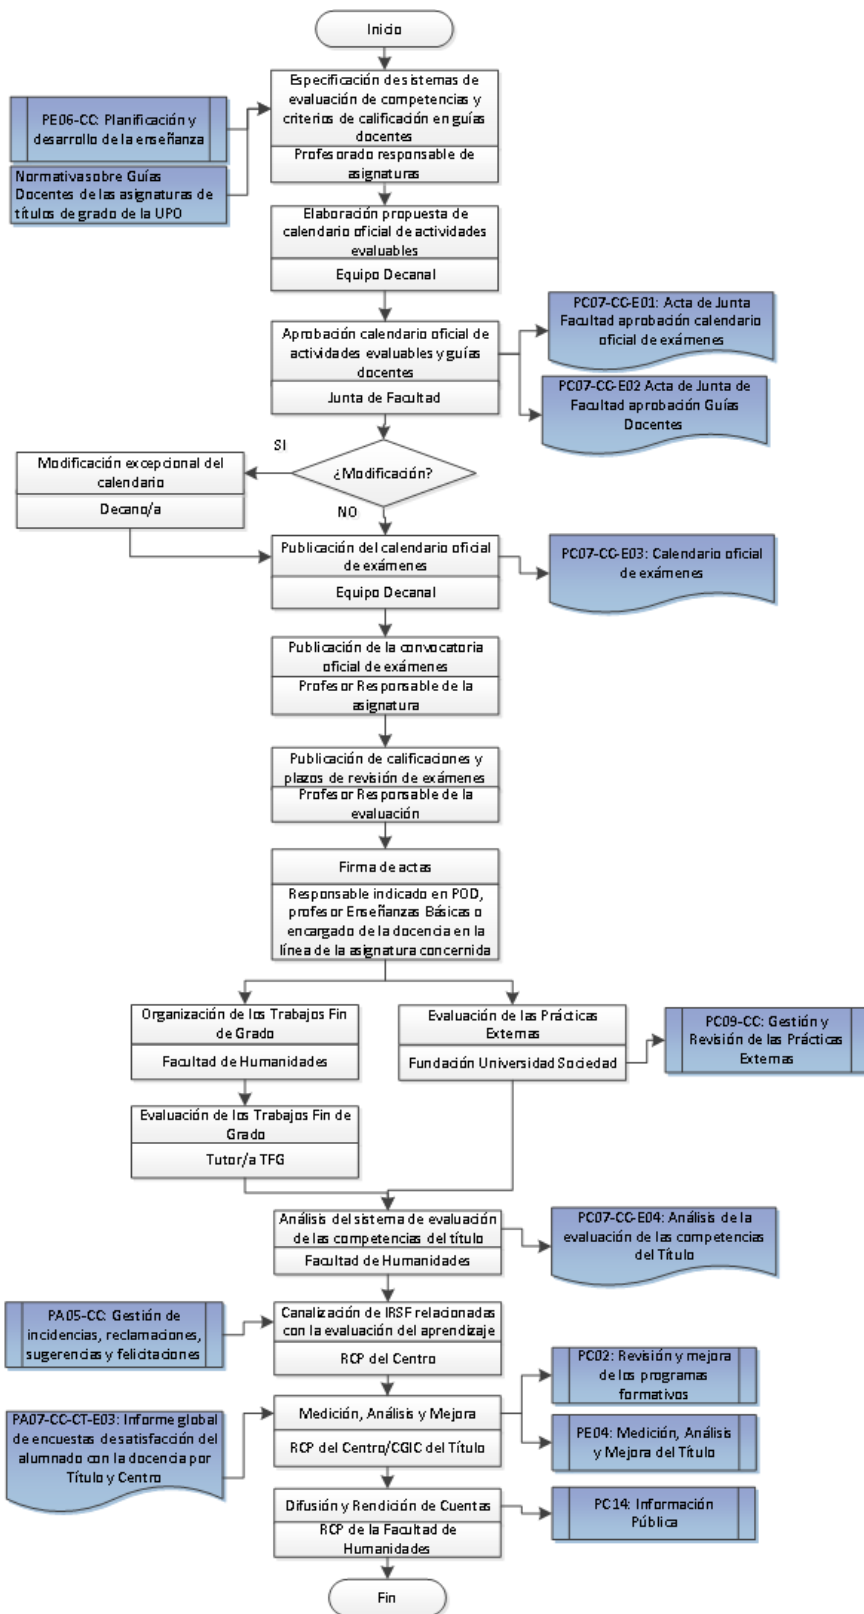 Inicio
Especificación de sistemas de
evaluación de competencias y
criterios de calificación en guías
docentes
Profesorado responsable de
asignaturas
PE06-CC: Planificación y
desarrollo de la enseñanza
Normativa sobre Guías
Docentes de las asignaturas de
títulos de grado de la UPO
Elaboración propuesta de
calendario oficial de actividades
evaluables
Equipo Decanal
Aprobación calendario oficial de
actividades evaluables y guías
docentes
Junta de Facultad
PC07-CC-E01: Acta de Junta
Facultad aprobación calendario
oficial de exámenes
PC07-CC-E02 Acta de Junta de
Facultad aprobación Guías
Docentes
SI
¿Modificación?
Modificación excepcional del
calendario
Decano/a
NO
Publicación del calendario oficial
de exámenes
Equipo Decanal
PC07-CC-E03: Calendario oficial
de exámenes
Publicación de la convocatoria
oficial de exámenes
Profesor Responsable de la
asignatura
Publicación de calificaciones y
plazos de revisión de exámenes
Profesor Responsable de la
evaluación
Firma de actas
Responsable indicado en POD,
profesor Enseñanzas Básicas o
encargado de la docencia en la
línea de la asignatura concernida
Organización de los Trabajos Fin
de Grado
Facultad de Humanidades
Evaluación de las Prácticas
Externas
Fundación Universidad Sociedad
PC09-CC: Gestión y
Revisión de las Prácticas
Externas
Evaluación de los Trabajos Fin de
Grado
Tutor/a TFG
Análisis del sistema de evaluación
de las competencias del título
Facultad de Humanidades
PC07-CC-E04: Análisis de la
evaluación de las competencias
del Título
PA05-CC: Gestión de
incidencias, reclamaciones,
sugerencias y felicitaciones
Canalización de IRSF relacionadas
con la evaluación del aprendizaje
RCP del Centro
PC02: Revisión y mejora
de los programas
formativos
PA07-CC-CT-E03: Informe global
de encuestas de satisfacción del
alumnado con la docencia por
Título y Centro
Medición, Análisis y Mejora
RCP del Centro/CGIC del Título
PE04: Medición, Análisis
y Mejora del Título
Difusión y Rendición de Cuentas
RCP de la Facultad de
Humanidades
PC14: Información
Pública
Fin